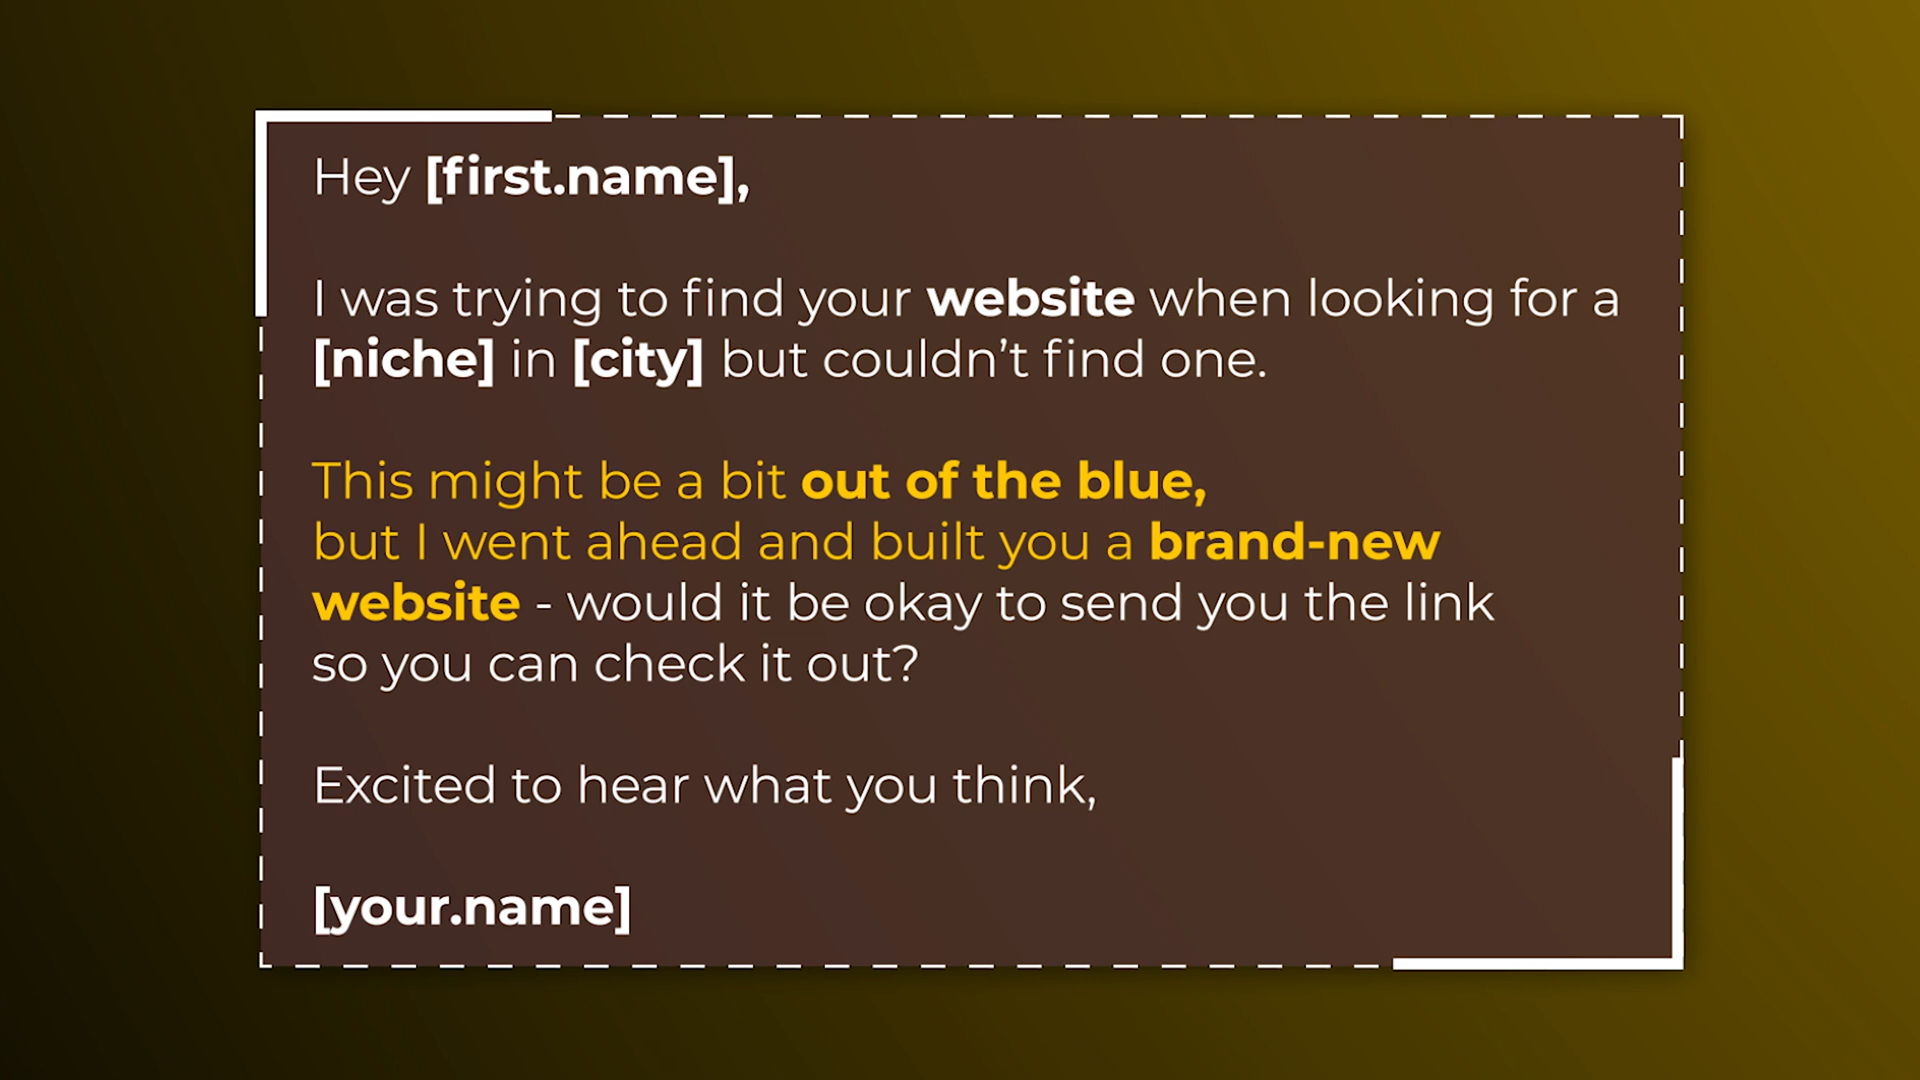 Hey [first.name],
I was trying to find your website when looking for a
[niche] in [city] but couldn’t find one.
This might be a bit out of the blue,
but I went ahead and built you a brand-new
website - would it be okay to send you the link
so you can check it out?
Excited to hear what you think,
[your.name]